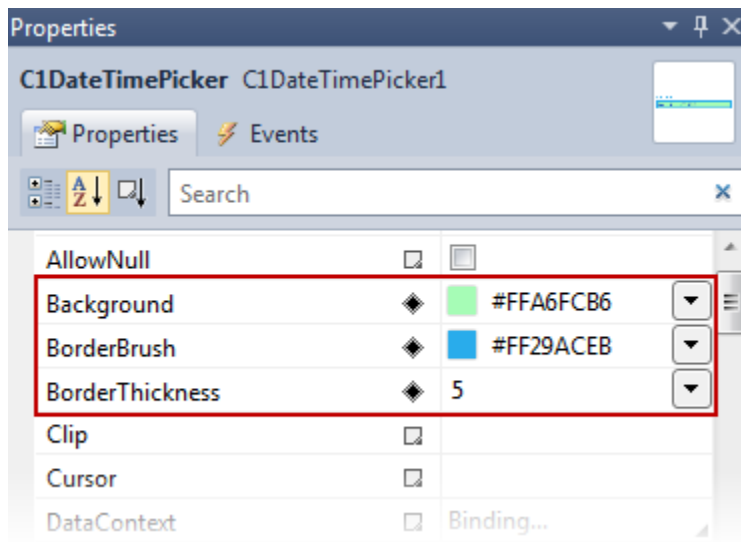 Properties
C1DateTimePicker C1DateTimePicker1
Properties Events
A Z Search
AllowNull
Background #FFA6FCB6
BorderBrush #FF29ACEB
BorderThickness 5
Clip
Cursor
DataContext Binding...